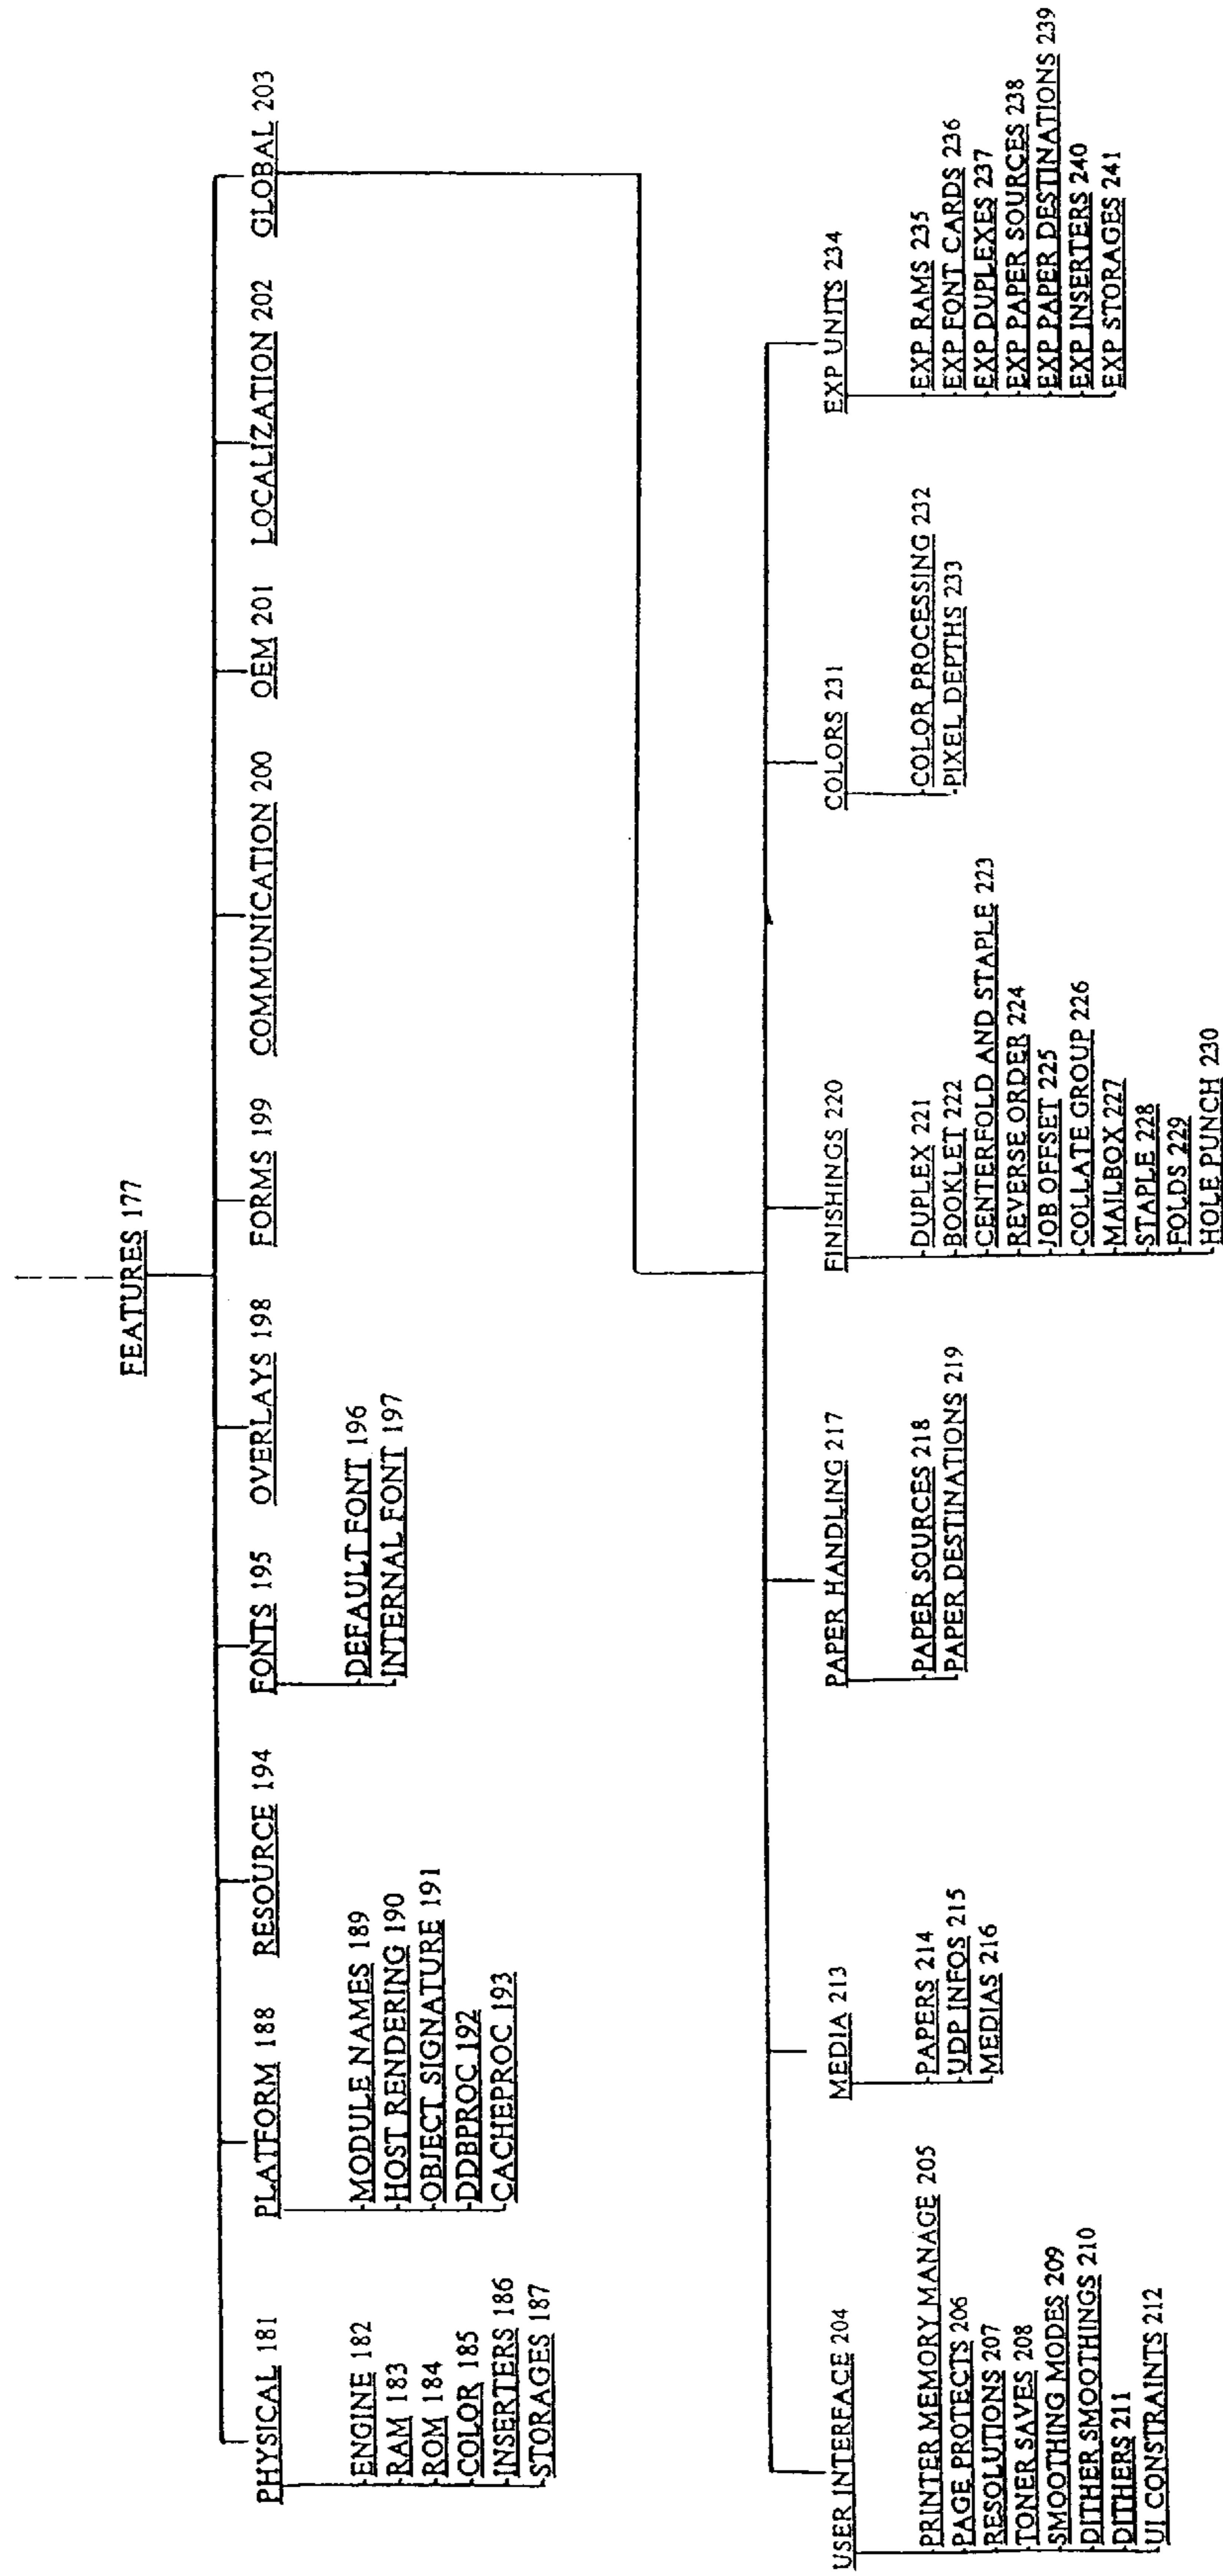 FEATURES 177
PHYSICAL 181
ENGINE 182
RAM 183
ROM 184
COLOR 185
INSERTERS 186
STORAGES 187
PLATFORM 188
MODULE NAMES 189
HOST RENDERING 190
OBJECT SIGNATURE 191
DDBPROC 192
CACHEPROC 193
RESOURCE 194
FONTS 195
DEFAULT FONT 196
INTERNAL FONT 197
OVERLAYS 198
FORMS 199
COMMUNICATION 200
OEM 201
LOCALIZATION 202
GLOBAL 203
USER INTERFACE 204
PRINTER MEMORY MANAGE 205
PAGE PROTECTS 206
RESOLUTIONS 207
TONER SAVES 208
SMOOTHING MODES 209
DITHER SMOOTHINGS 210
DITHERS 211
UI CONSTRAINTS 212
MEDIA 213
PAPERS 214
UDP INFOS 215
MEDIAS 216
PAPER HANDLING 217
PAPER SOURCES 218
PAPER DESTINATIONS 219
FINISHINGS 220
DUPLEX 221
BOOKLET 222
CENTERFOLD AND STAPLE 223
REVERSE ORDER 224
JOB OFFSET 225
COLLATE GROUP 226
MAILBOX 227
STAPLE 228
FOLDS 229
HOLE PUNCH 230
COLORS 231
COLOR PROCESSING 232
PIXEL DEPTHS 233
EXP UNITS 234
EXP RAMS 235
EXP FONT CARDS 236
EXP DUPLEXES 237
EXP PAPER SOURCES 238
EXP PAPER DESTINATIONS 239
EXP INSERTERS 240
EXP STORAGES 241